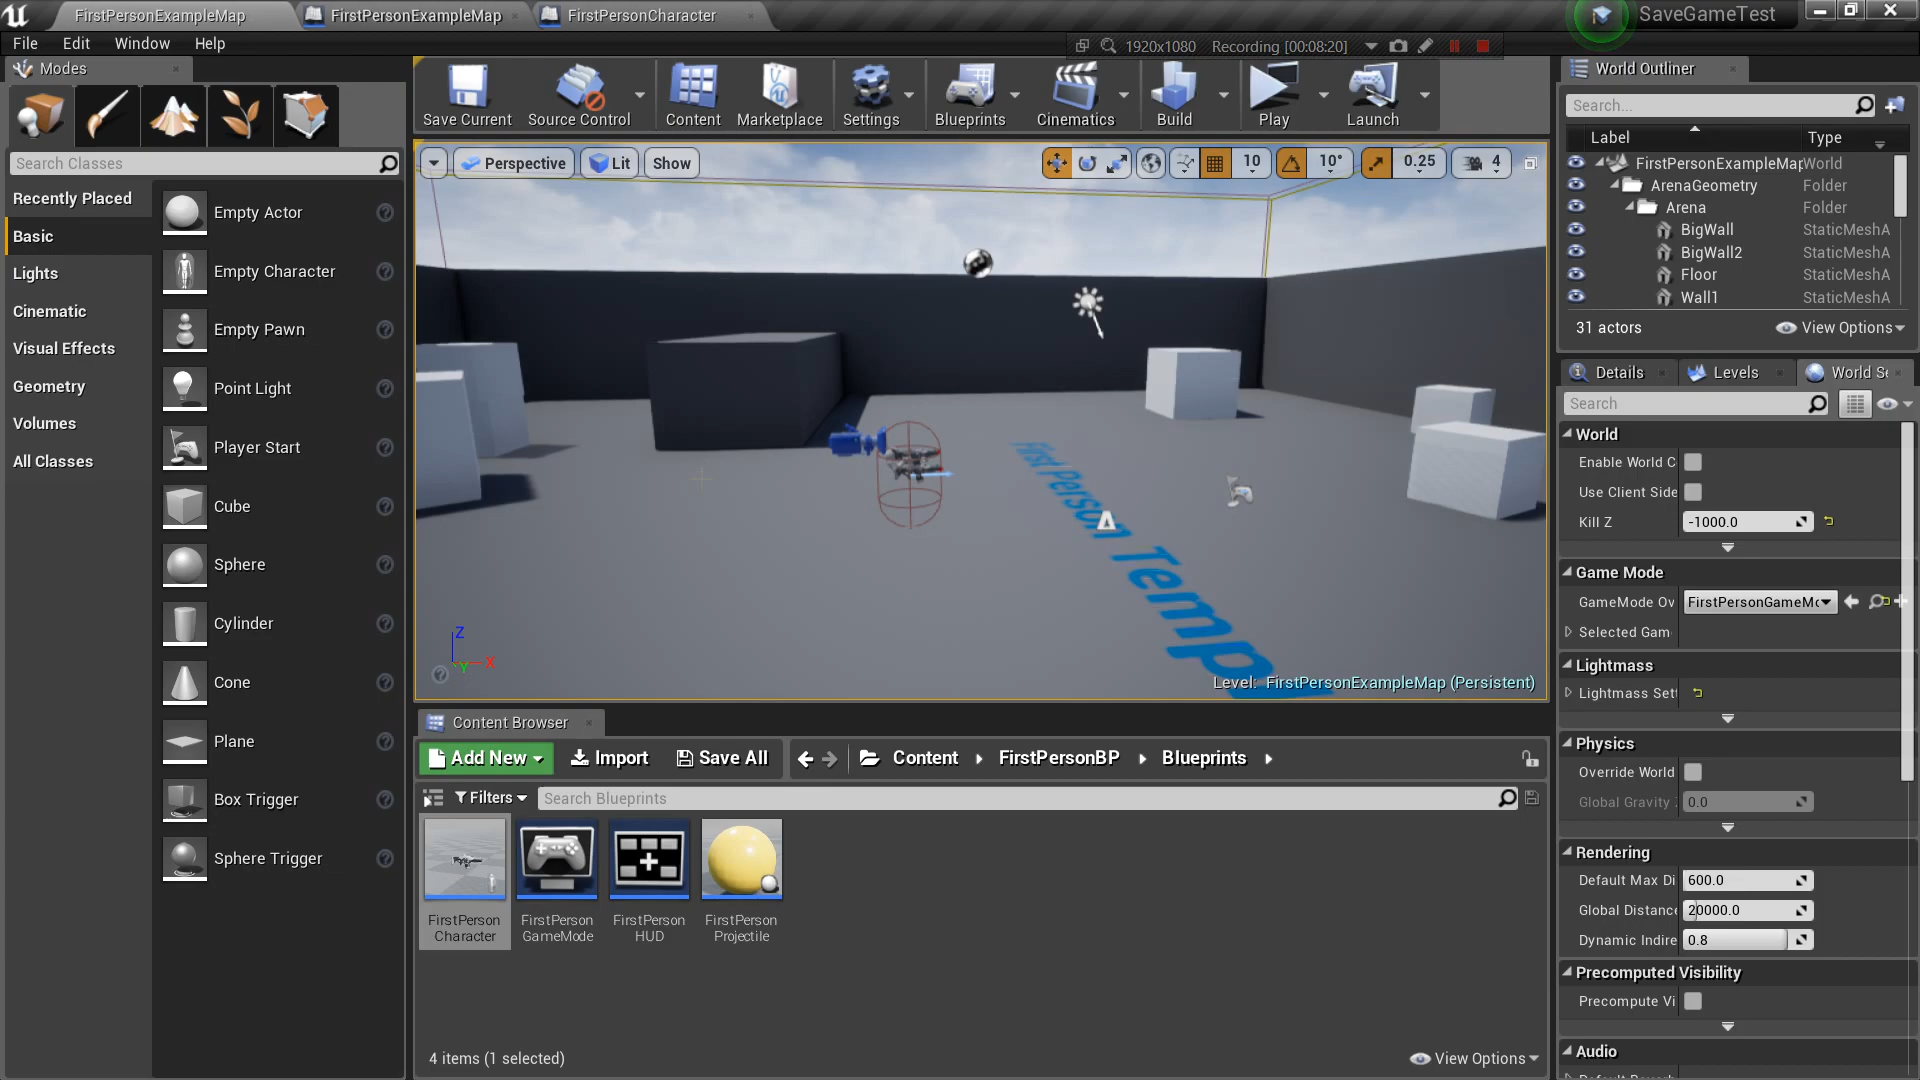 FirstPersonExampleMap
FirstPersonExampleMap
FirstPersonCharacter
SaveGameTest
File
Edit
Window
Help
1920x1080
Recording [00:08:20]
Modes
World Outliner
Save Current
Source Control
Content
Marketplace
Settings
Blueprints
Cinematics
Build
Play
Launch
Search...
Label
Type
Search Classes
Perspective
Lit
Show
10
10°
0.25
4
FirstPersonExampleMap
World
ArenaGeometry
Folder
Arena
Folder
BigWall
StaticMeshA
BigWall2
StaticMeshA
Floor
StaticMeshA
Wall1
StaticMeshA
31 actors
View Options
Recently Placed
Basic
Lights
Cinematic
Visual Effects
Geometry
Volumes
All Classes
Empty Actor
Empty Character
Empty Pawn
Point Light
Player Start
Cube
Sphere
Cylinder
Cone
Plane
Box Trigger
Sphere Trigger
First Person Templ
Z
X
Y
Level: FirstPersonExampleMap (Persistent)
Details
Levels
World Se
Search
World
Enable World C
Use Client Side
Kill Z
-1000.0
Game Mode
GameMode Ov
FirstPersonGameMo
Selected Gam
Lightmass
Lightmass Sett
Physics
Override World
Global Gravity
0.0
Rendering
Default Max Di
600.0
Global Distance
20000.0
Dynamic Indire
0.8
Precomputed Visibility
Precompute Vi
Audio
Content Browser
Add New
Import
Save All
Content
FirstPersonBP
Blueprints
Filters
Search Blueprints
FirstPerson
Character
FirstPerson
GameMode
FirstPerson
HUD
FirstPerson
Projectile
4 items (1 selected)
View Options